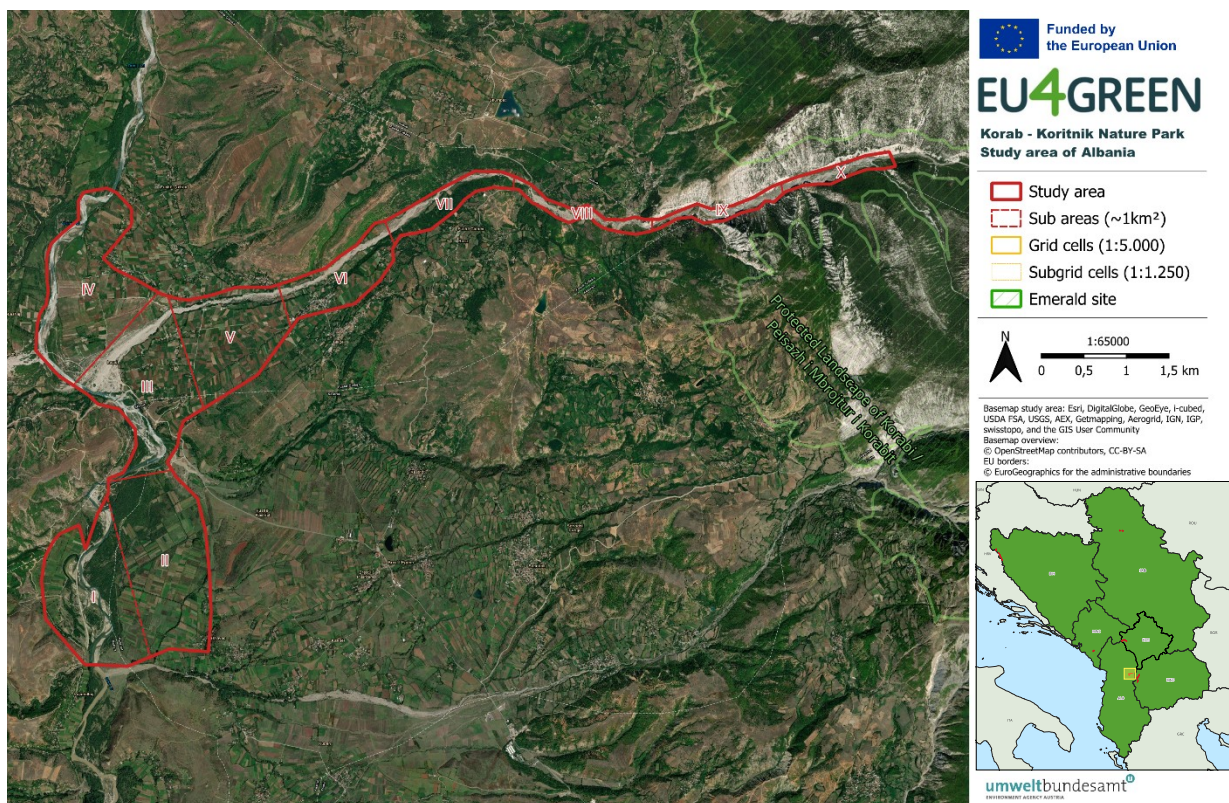 Funded by
the European Union
EU4GREEN
Korab - Koritnik Nature Park
Study area of Albania
Study area
Sub areas (~1km²)
Grid cells (1:5.000)
Subgrid cells (1:1.250)
Emerald site
N
1:65000
0 0,5 1 1,5 km
Basemap study area: Esri, DigitalGlobe, GeoEye, i-cubed,
USDA FSA, USGS, AEX, Getmapping, Aerogrid, IGN, IGP,
swisstopo, and the GIS User Community
Basemap overview:
© OpenStreetMap contributors, CC-BY-SA
EU borders:
© EuroGeographics for the administrative boundaries
X
IX
VIII
VII
VI
IV
V
III
II
I
Protected Landscape of Korabi /
Peisazh i Mbrojtur i Korabit
umweltbundesamt
ENVIRONMENT AGENCY AUSTRIA